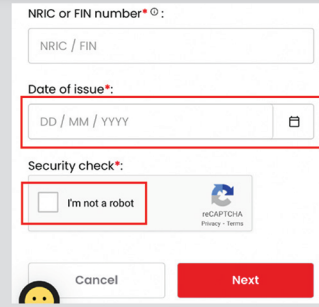 NRIC or FIN number* ⓘ :
NRIC / FIN
Date of issue*:
DD / MM / YYYY
Security check*:
I'm not a robot
reCAPTCHA
Privacy - Terms
Cancel
Next